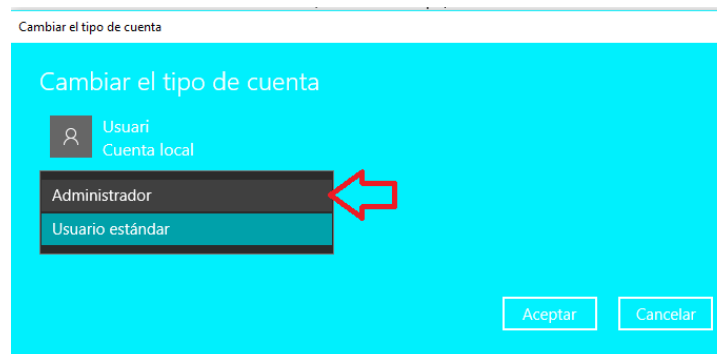 Cambiar el tipo de cuenta
Cambiar el tipo de cuenta
Usuari
Cuenta local
Administrador
Usuario estándar
Aceptar Cancelar